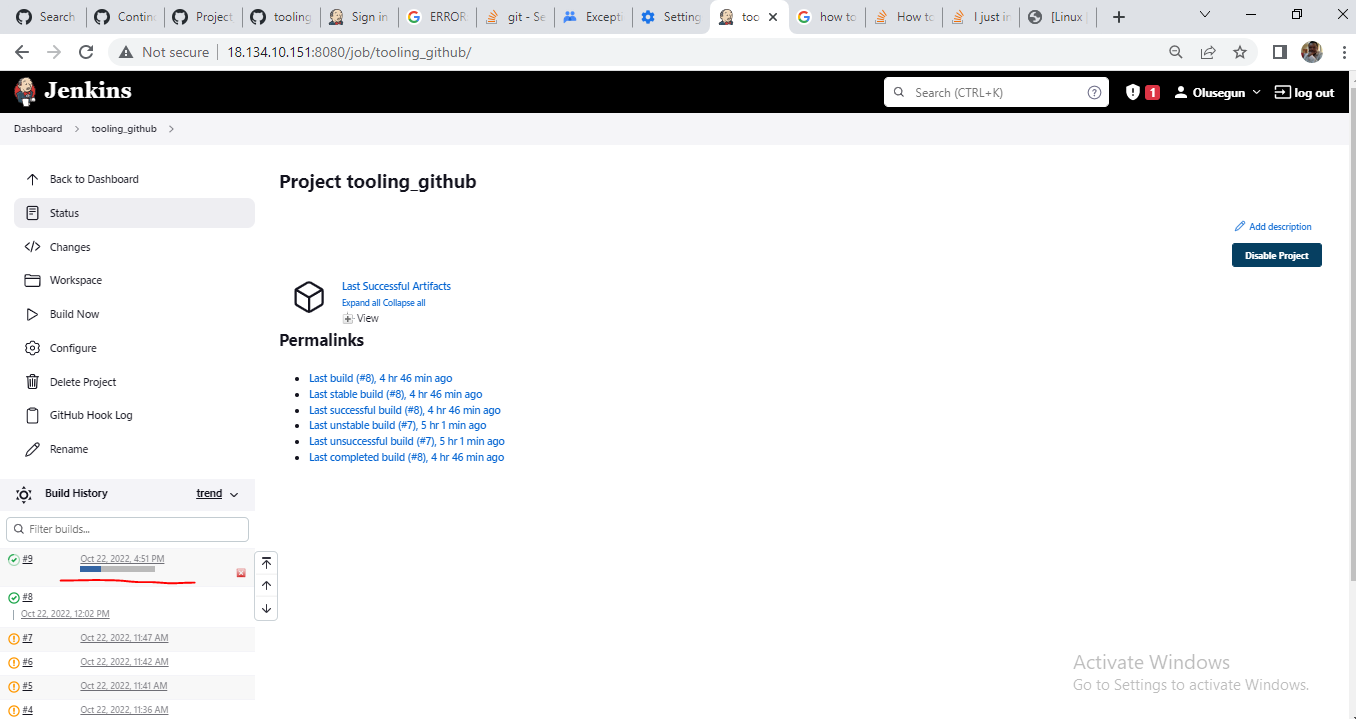 Search
Contin
Project
tooling
Sign in
ERROR
git - Se
Except
Setting
too
how to
How to
I just in
[Linux
Not secure
18.134.10.151:8080/job/tooling_github/
Jenkins
Search (CTRL+K)
1
Olusegun
log out
Dashboard
tooling_github
Back to Dashboard
Status
Changes
Workspace
Build Now
Configure
Delete Project
GitHub Hook Log
Rename
Project tooling_github
Add description
Disable Project
Last Successful Artifacts
Expand all Collapse all
View
Permalinks
Last build (#8), 4 hr 46 min ago
Last stable build (#8), 4 hr 46 min ago
Last successful build (#8), 4 hr 46 min ago
Last unstable build (#7), 5 hr 1 min ago
Last unsuccessful build (#7), 5 hr 1 min ago
Last completed build (#8), 4 hr 46 min ago
Build History trend
Filter builds...
#9 Oct 22, 2022, 4:51 PM
#8
Oct 22, 2022, 12:02 PM
#7 Oct 22, 2022, 11:47 AM
#6 Oct 22, 2022, 11:42 AM
#5 Oct 22, 2022, 11:41 AM
#4 Oct 22, 2022, 11:36 AM
Activate Windows
Go to Settings to activate Windows.